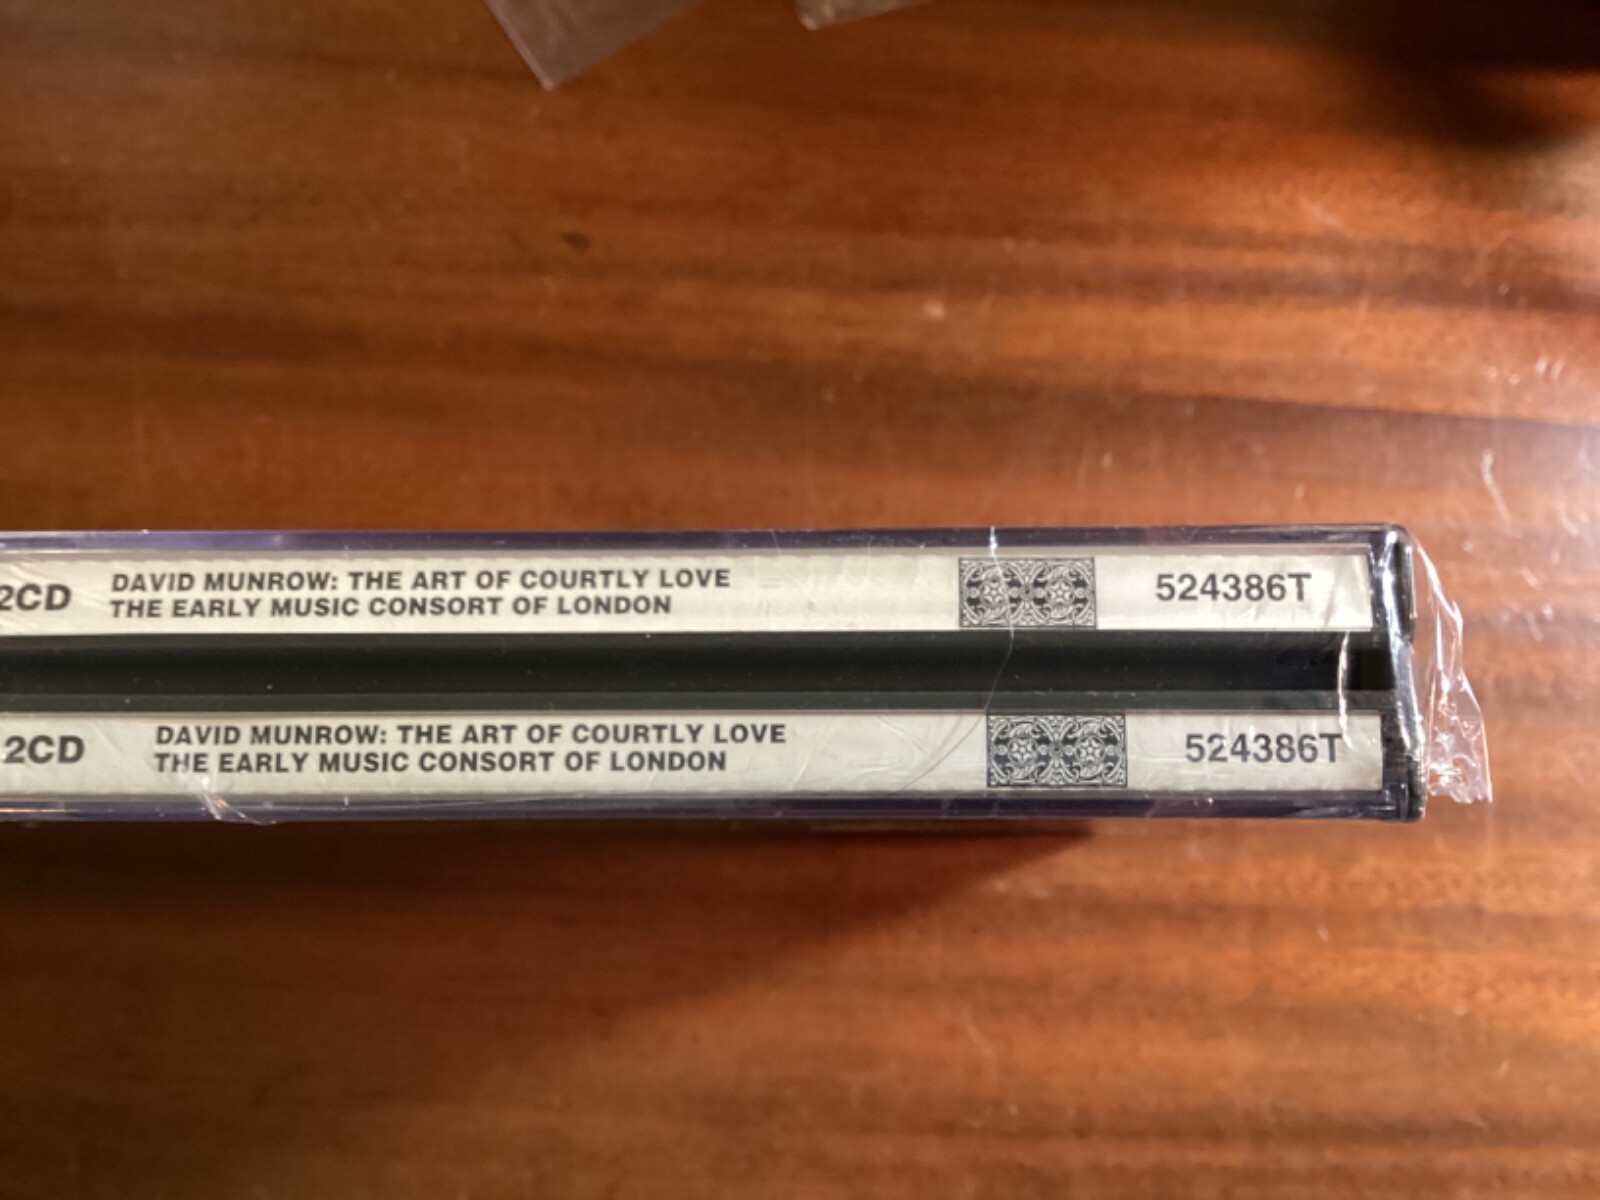 2CD
DAVID MUNROW: THE ART OF COURTLY LOVE
THE EARLY MUSIC CONSORT OF LONDON
524386T
2CD
DAVID MUNROW: THE ART OF COURTLY LOVE
THE EARLY MUSIC CONSORT OF LONDON
524386T